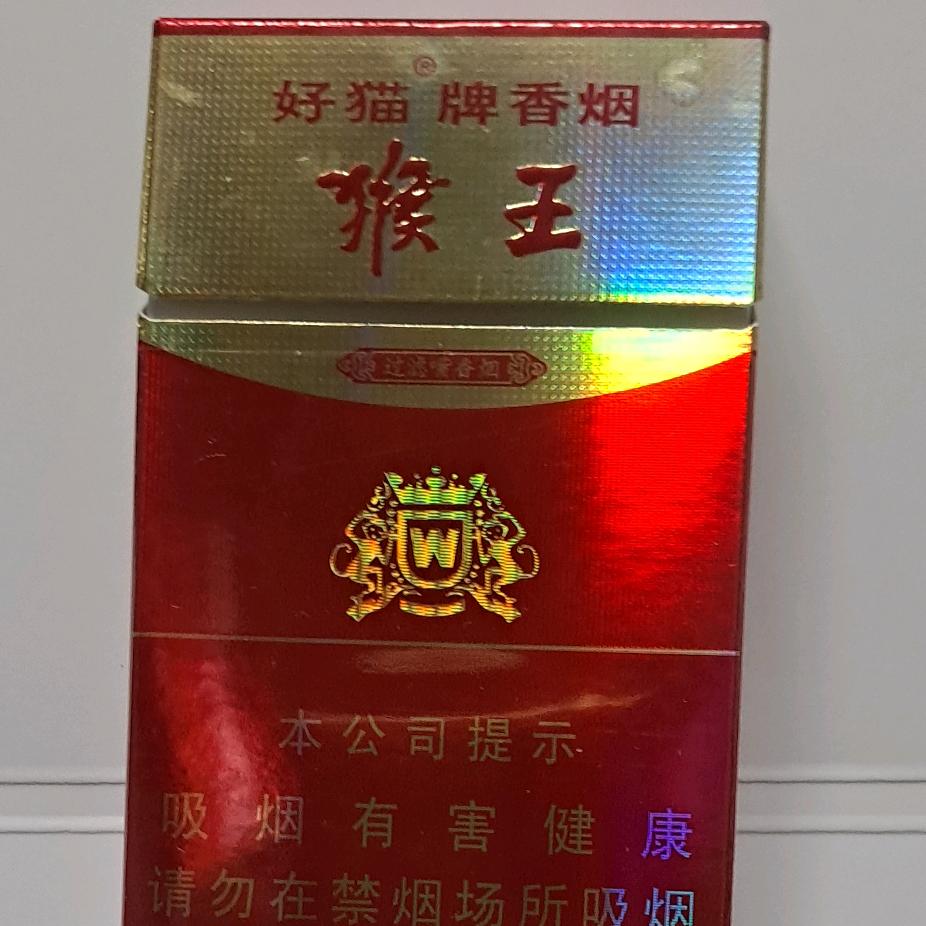 好猫® 牌香烟
猴王
过滤嘴香烟
W
本公司提示
吸烟有害健康
请勿在禁烟场所吸烟